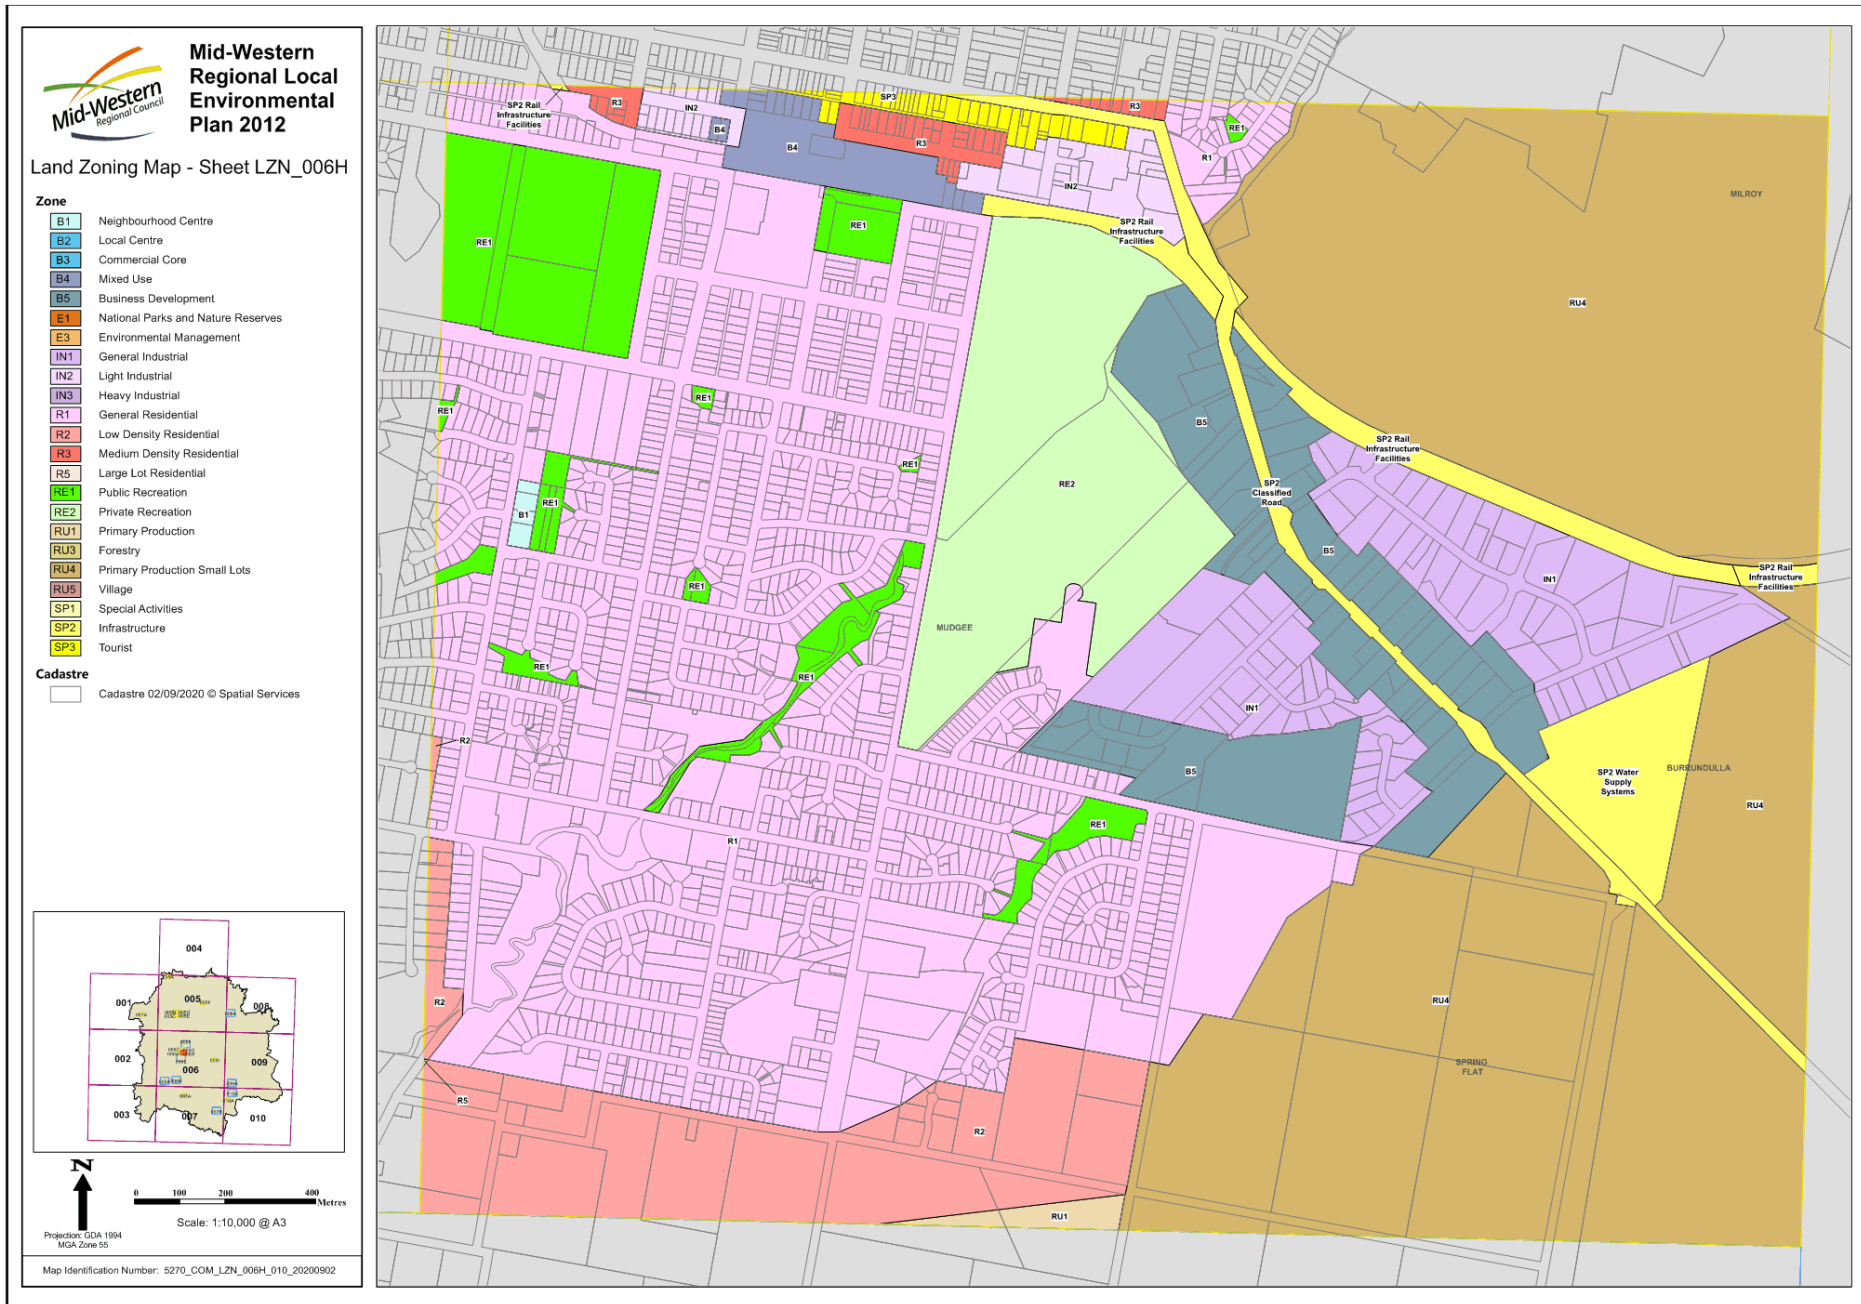 Mid-Western
Regional Council
Mid-Western
Regional Local
Environmental
Plan 2012
Land Zoning Map - Sheet LZN_006H
Zone
B1 Neighbourhood Centre
B2 Local Centre
B3 Commercial Core
B4 Mixed Use
B5 Business Development
E1 National Parks and Nature Reserves
E3 Environmental Management
IN1 General Industrial
IN2 Light Industrial
IN3 Heavy Industrial
R1 General Residential
R2 Low Density Residential
R3 Medium Density Residential
R5 Large Lot Residential
RE1 Public Recreation
RE2 Private Recreation
RU1 Primary Production
RU3 Forestry
RU4 Primary Production Small Lots
RU5 Village
SP1 Special Activities
SP2 Infrastructure
SP3 Tourist
Cadastre
Cadastre 02/09/2020 © Spatial Services
004
001
005
008
002
006
009
003
007
010
N
0 100 200 400
Metres
Scale: 1:10,000 @ A3
Projection: GDA 1994
MGA Zone 55
Map Identification Number: 5270_COM_LZN_006H_010_20200902
SP2 Rail
Infrastructure
Facilities
R3
IN2
B4
SP3
R3
RE1
B4
R3
R1
IN2
MILROY
RE1
RE1
SP2 Rail
Infrastructure
Facilities
RU4
RE1
RE1
B5
SP2 Rail
Infrastructure
Facilities
RE1
RE2
SP2
Classified
Road
RE1
B1
B5
IN1
SP2 Rail
Infrastructure
Facilities
RE1
MUDGEE
RE1
RE1
IN1
R2
B5
SP2 Water
Supply
Systems
BURRUNDULLA
RU4
RE1
R1
R2
RU4
SPRING
FLAT
R5
R2
RU1